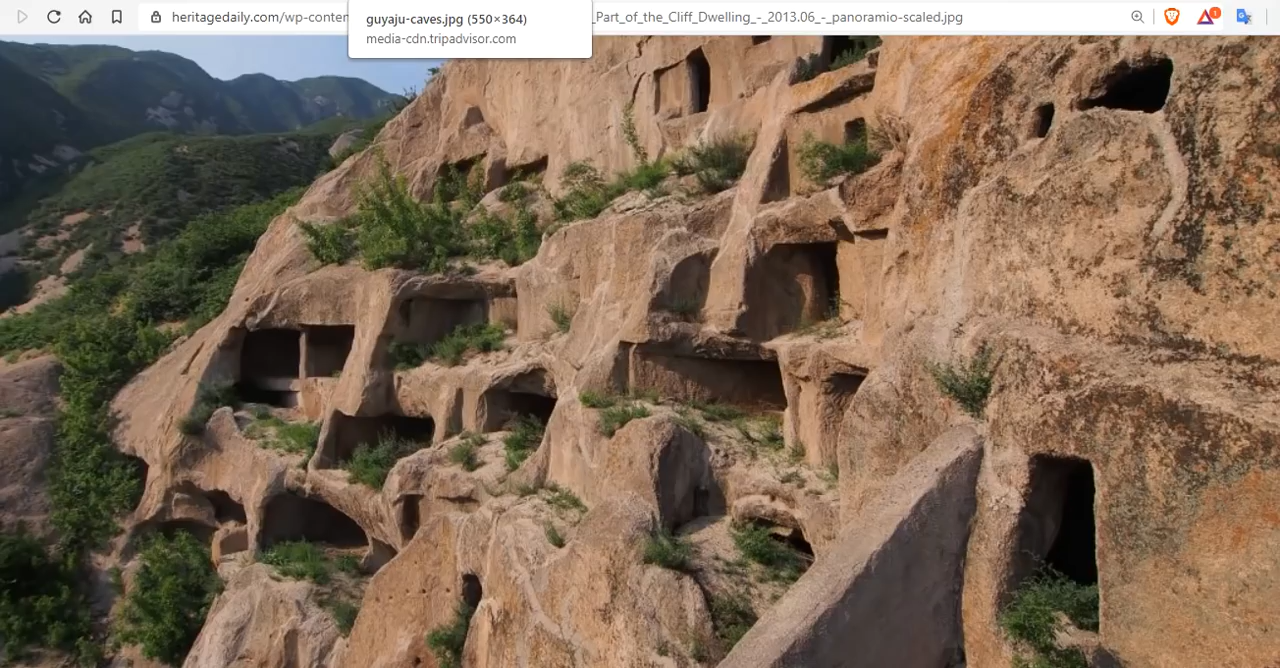 heritagedaily.com/wp-conten
guyaju-caves.jpg (550×364)
media-cdn.tripadvisor.com
_Part_of_the_Cliff_Dwelling_-_2013.06_-_panoramio-scaled.jpg
1